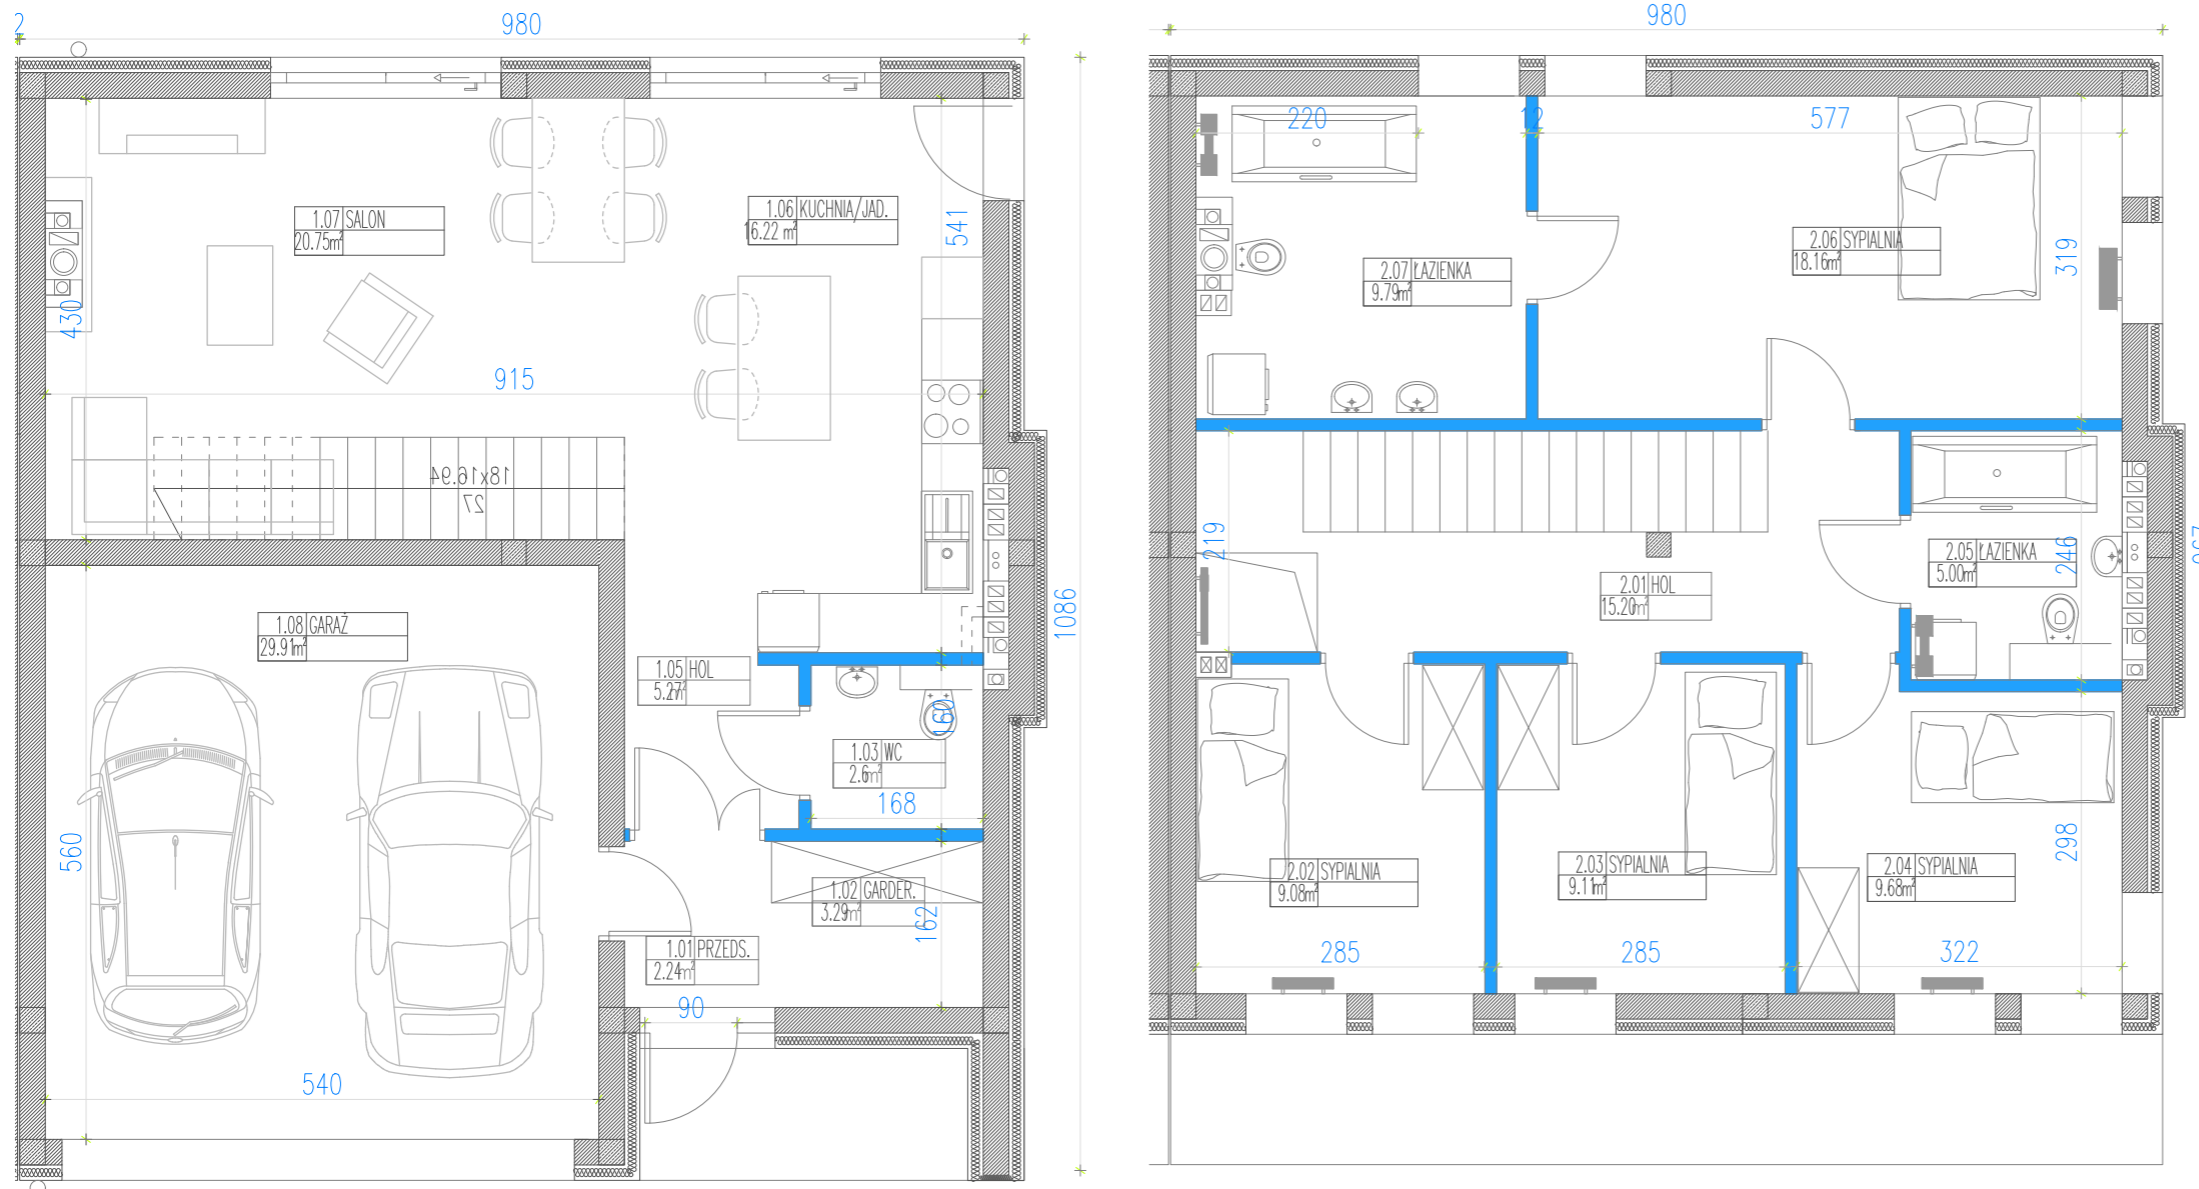 2
980
1.07 SALON
20.75m²
1.06 KUCHNIA/JAD.
16.22 m²
541
430
915
18x16.94
27
1086
1.08 GARAŻ
29.91m²
1.05 HOL
5.27m²
160
1.03 WC
2.6m²
168
560
1.02 GARDER.
3.29m²
162
1.01 PRZEDS.
2.24m²
90
540
980
220
12
577
2.06 SYPIALNIA
18.16m²
319
2.07 ŁAZIENKA
9.79m²
219
2.05 ŁAZIENKA
5.00m²
246
2.01 HOL
15.20m²
2.02 SYPIALNIA
9.08m²
2.03 SYPIALNIA
9.11m²
2.04 SYPIALNIA
9.68m²
298
285
285
322